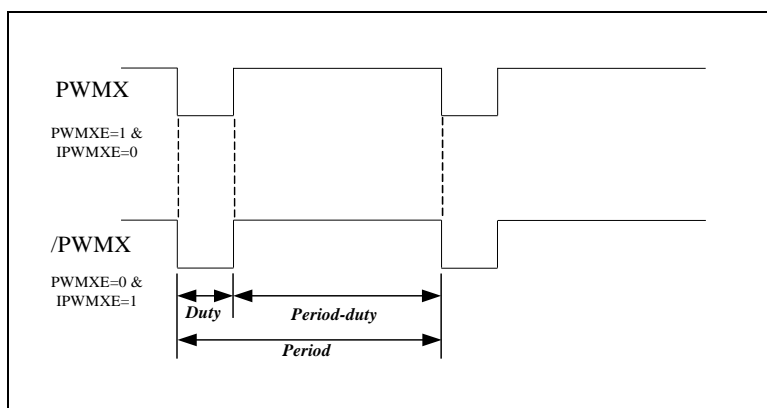 PWMX
PWMXE=1 &
IPWMXE=0
/PWMX
PWMXE=0 &
IPWMXE=1
Duty
Period-duty
Period